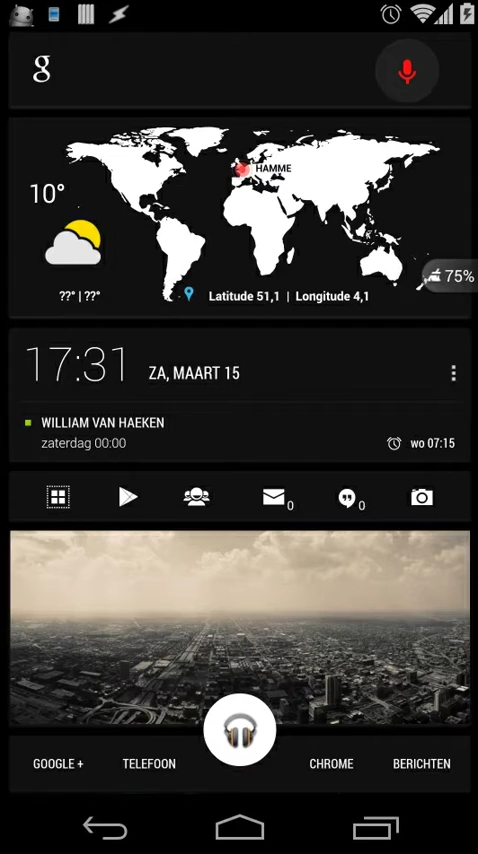 g
HAMME
10°
75%
??° | ??°
Latitude 51,1 | Longitude 4,1
17:31 ZA, MAART 15
WILLIAM VAN HAEKEN
zaterdag 00:00 wo 07:15
0 0
GOOGLE + TELEFOON CHROME BERICHTEN